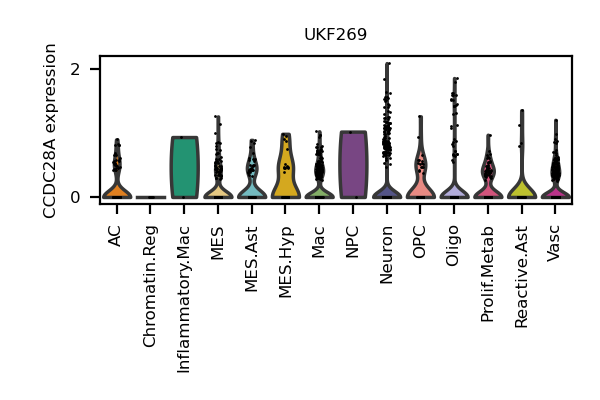 UKF269
CCDC28A expression
2
0
AC
Chromatin.Reg
Inflammatory.Mac
MES
MES.Ast
MES.Hyp
Mac
NPC
Neuron
OPC
Oligo
Prolif.Metab
Reactive.Ast
Vasc